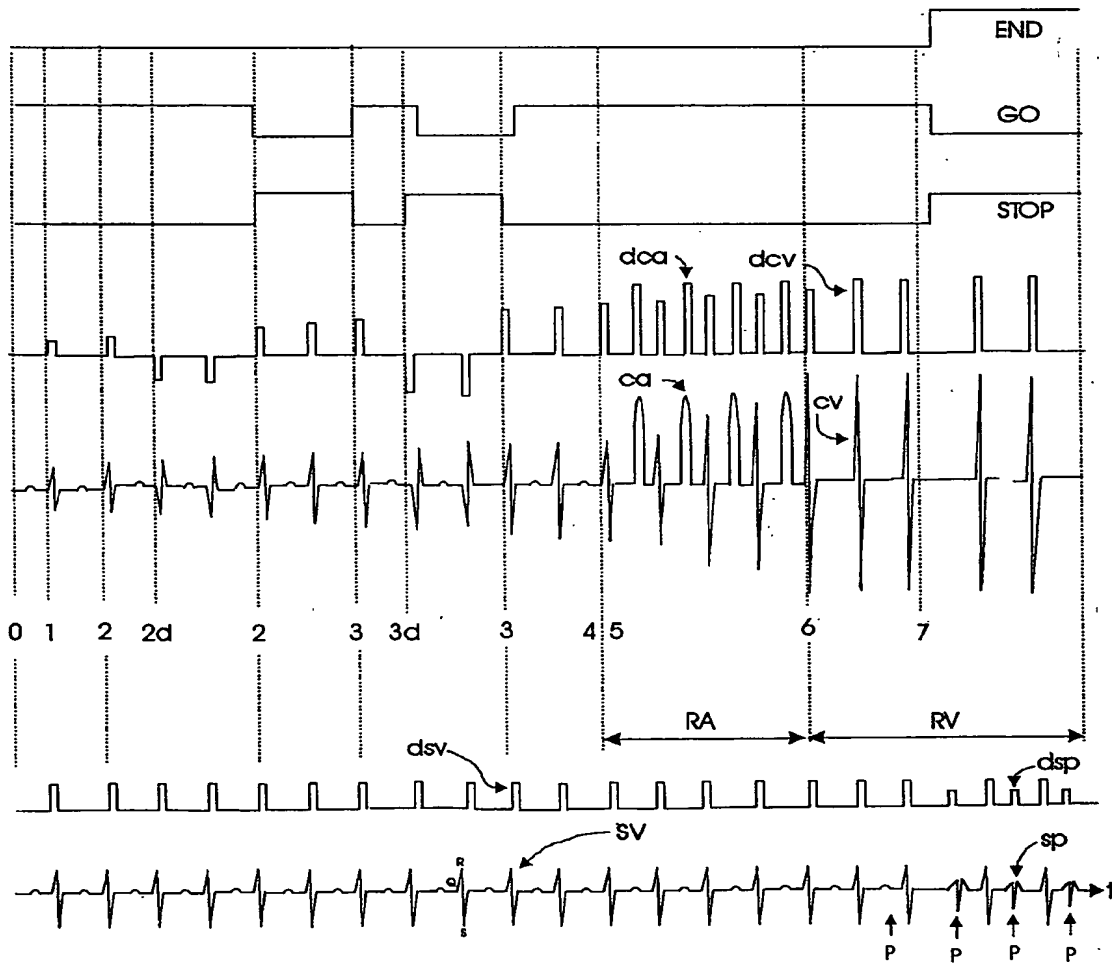 END
GO
STOP
dca dcv
ca cv
0 1 2 2d 2 3 3d 3 4 5 6 7
RA RV
dsv dsp
SV sp
R
Q
S
t
P P P P